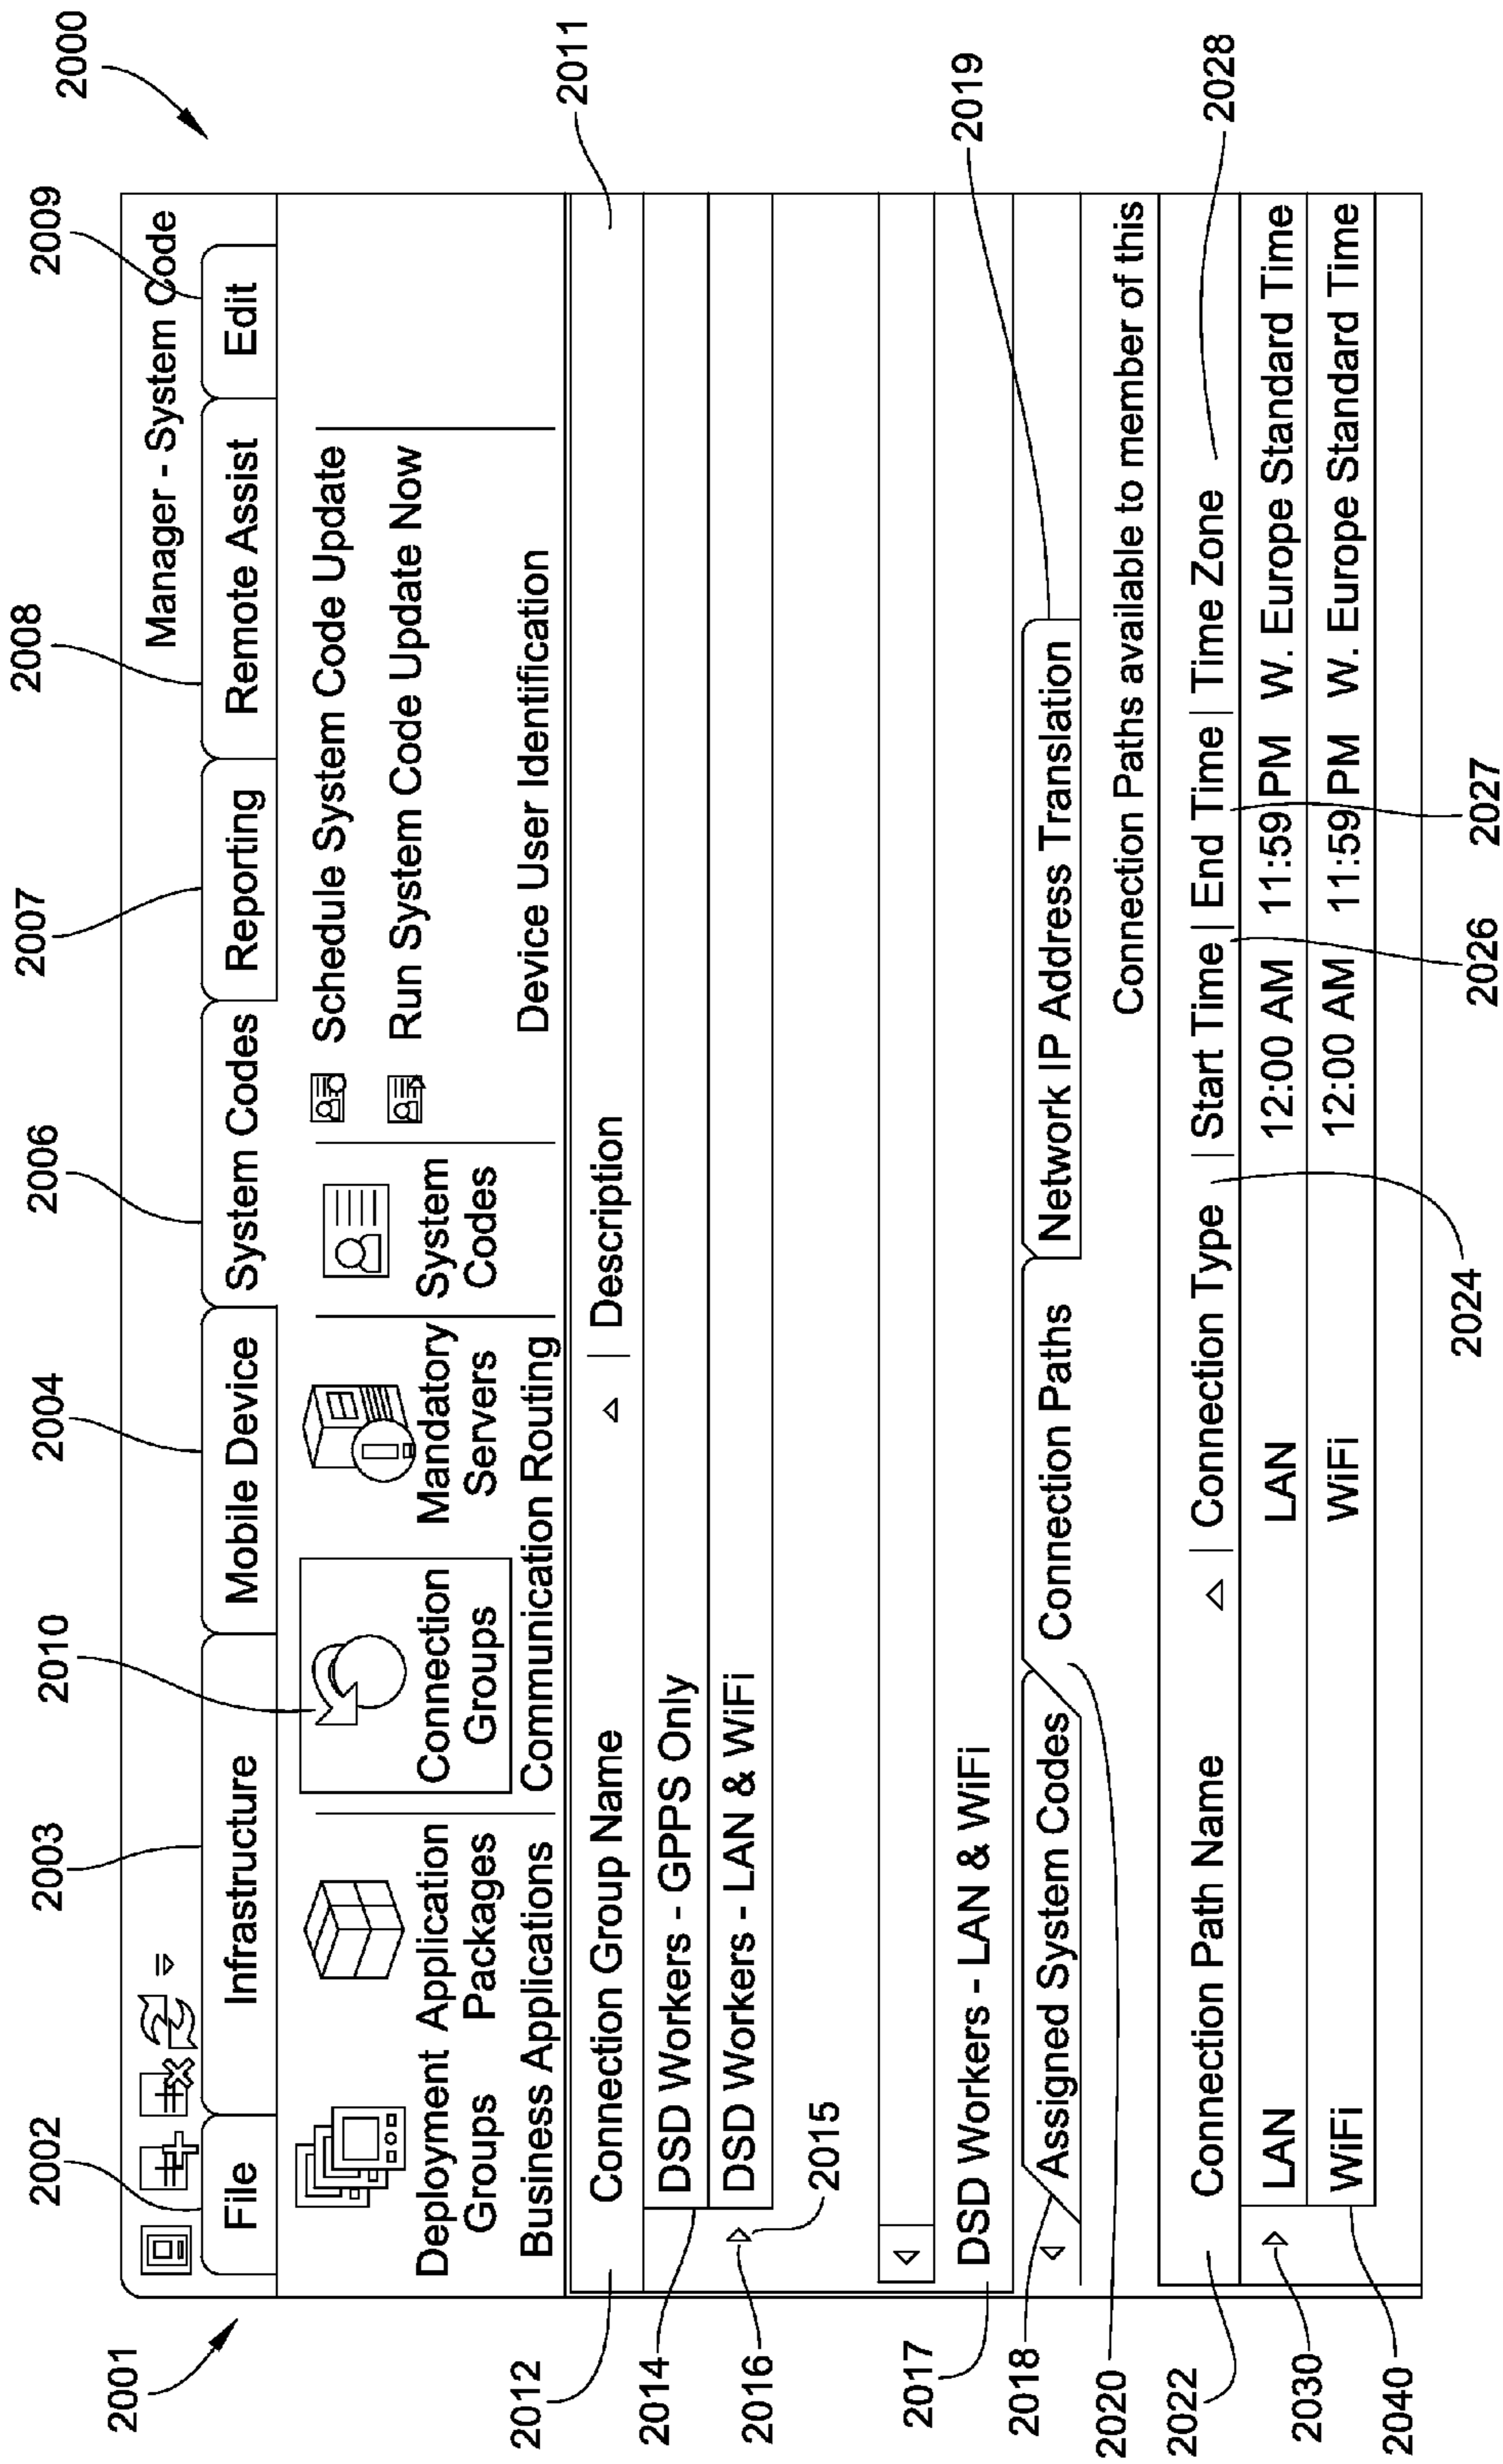 2000
2001
2002
2003
2010
2004
2006
2007
2008
2009
Manager - System Code
File
Infrastructure
Mobile Device
System Codes
Reporting
Remote Assist
Edit
Deployment
Groups
Application
Packages
Business Applications
Connection
Groups
Mandatory
Servers
Communication Routing
System
Codes
Schedule System Code Update
Run System Code Update Now
Device User Identification
2011
2012
Connection Group Name
Description
2014
DSD Workers - GPPS Only
2016
DSD Workers - LAN & WiFi
2015
2017
DSD Workers - LAN & WiFi
2018
Assigned System Codes
Connection Paths
Network IP Address Translation
2019
2020
Connection Paths available to member of this
2022
Connection Path Name
Connection Type
Start Time
End Time
Time Zone
2028
2030
LAN LAN 12:00 AM 11:59 PM W. Europe Standard Time
2040
WiFi WiFi 12:00 AM 11:59 PM W. Europe Standard Time
2024
2026
2027